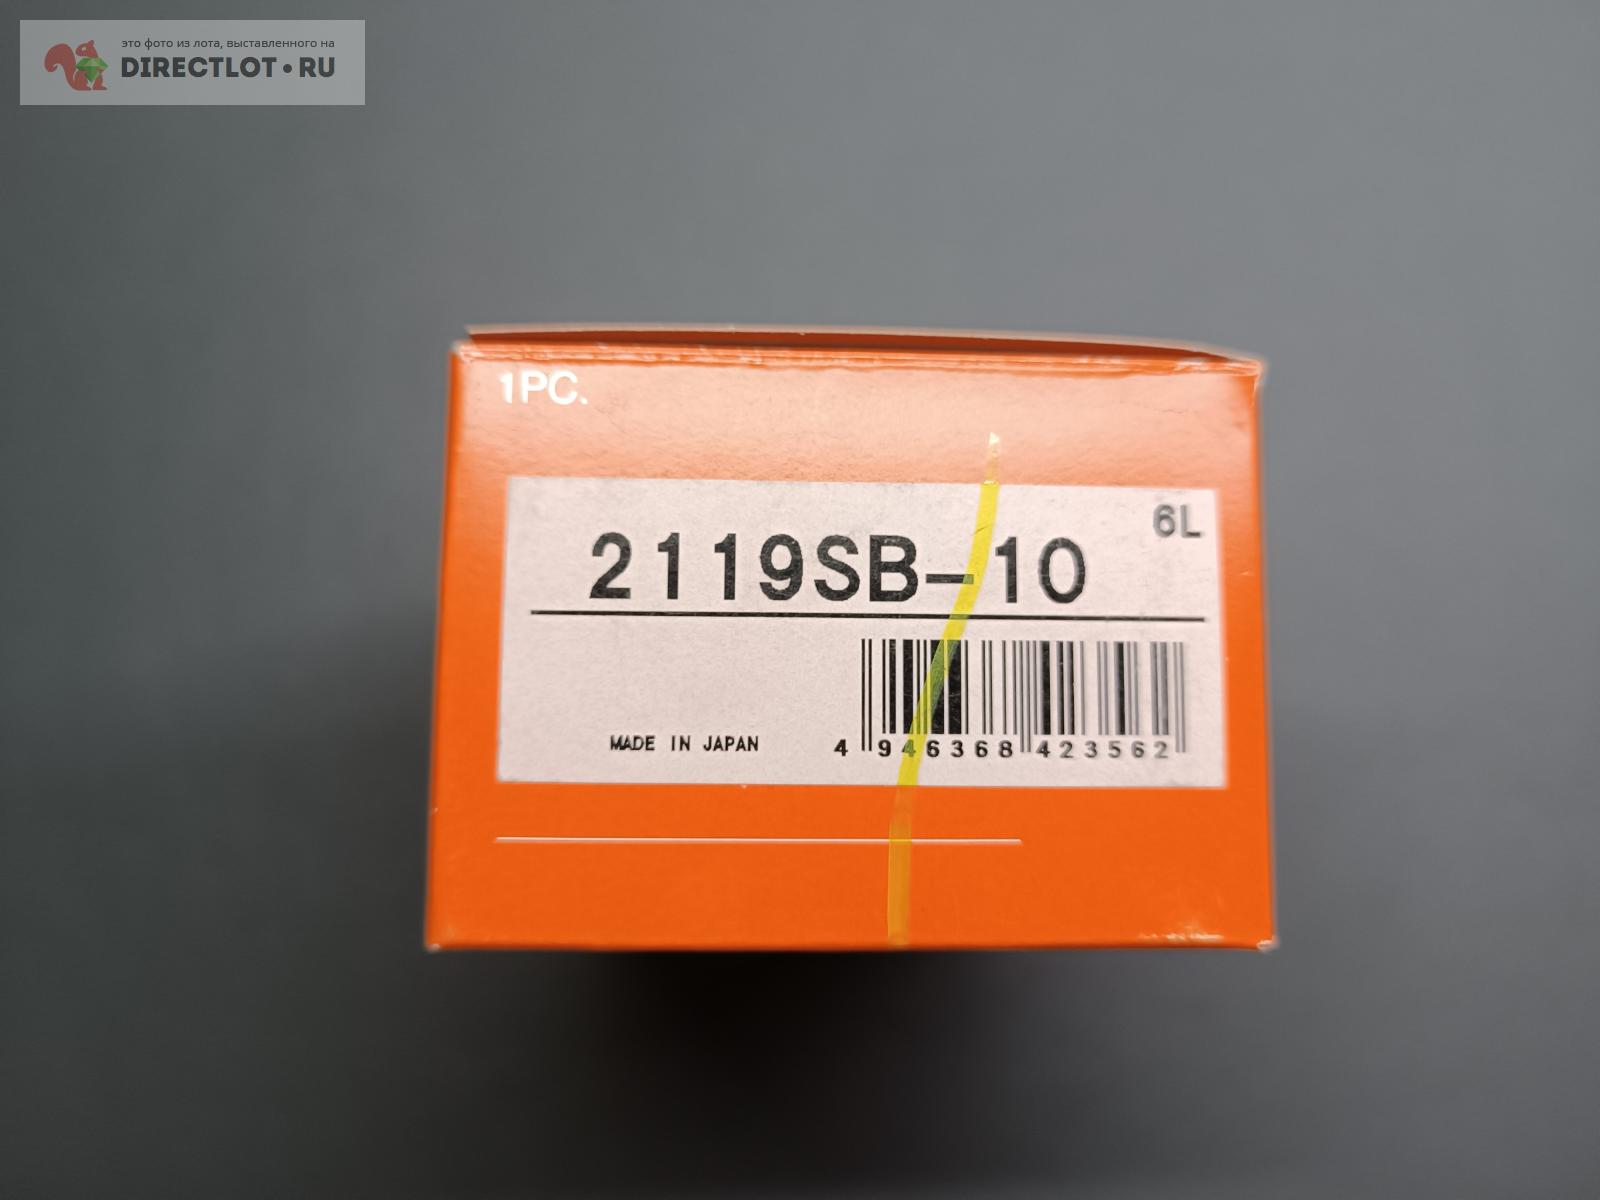 это фото из лота, выставленного на
DIRECTLOT•RU
1PC.
6L
2119SB-10
MADE IN JAPAN
4 946368 423562